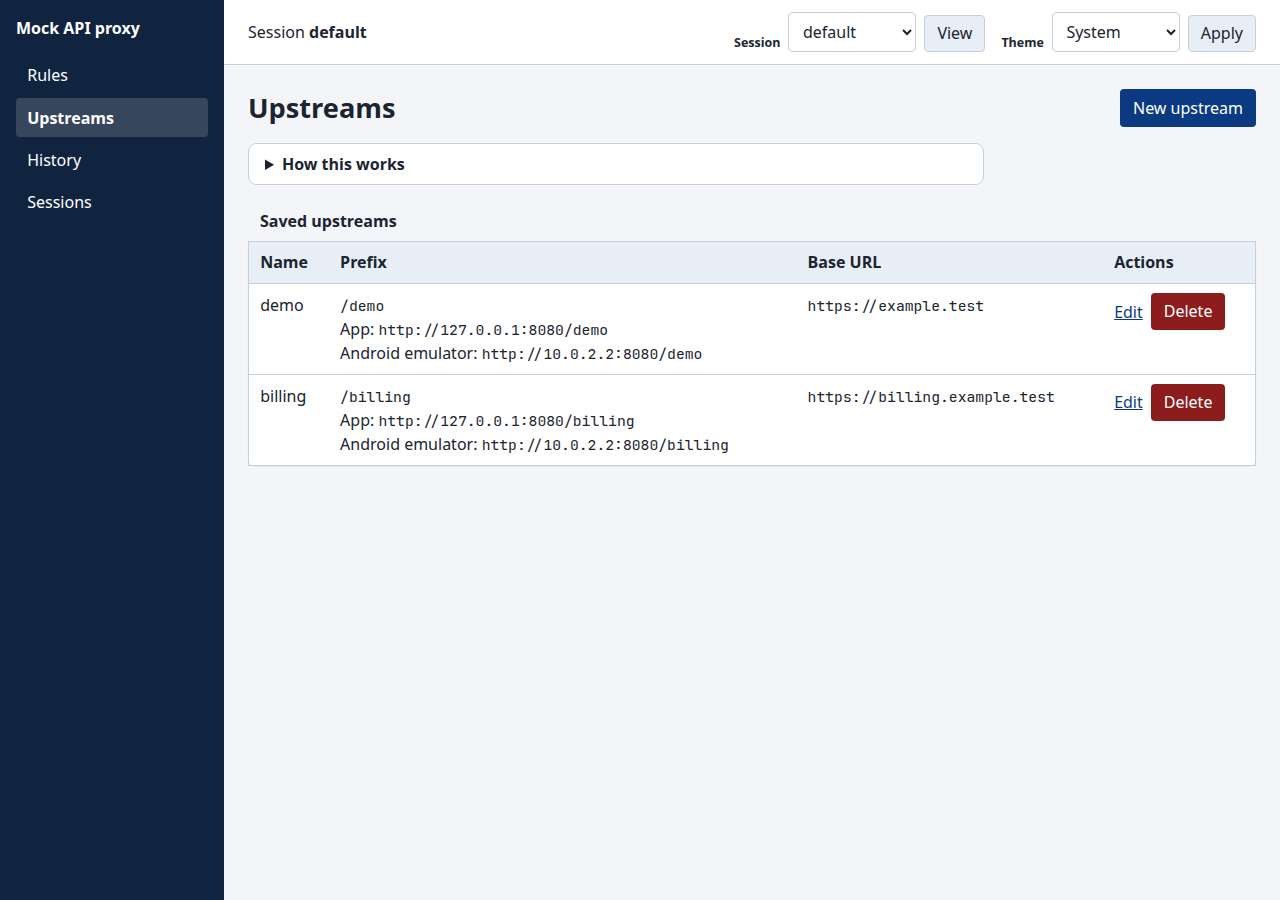 Mock API proxy
Rules
Upstreams
History
Sessions
Session default
Session default View Theme System Apply
Upstreams
New upstream
How this works
Saved upstreams
Name Prefix Base URL Actions
demo /demo https://example.test Edit Delete
App: http://127.0.0.1:8080/demo
Android emulator: http://10.0.2.2:8080/demo
billing /billing https://billing.example.test Edit Delete
App: http://127.0.0.1:8080/billing
Android emulator: http://10.0.2.2:8080/billing